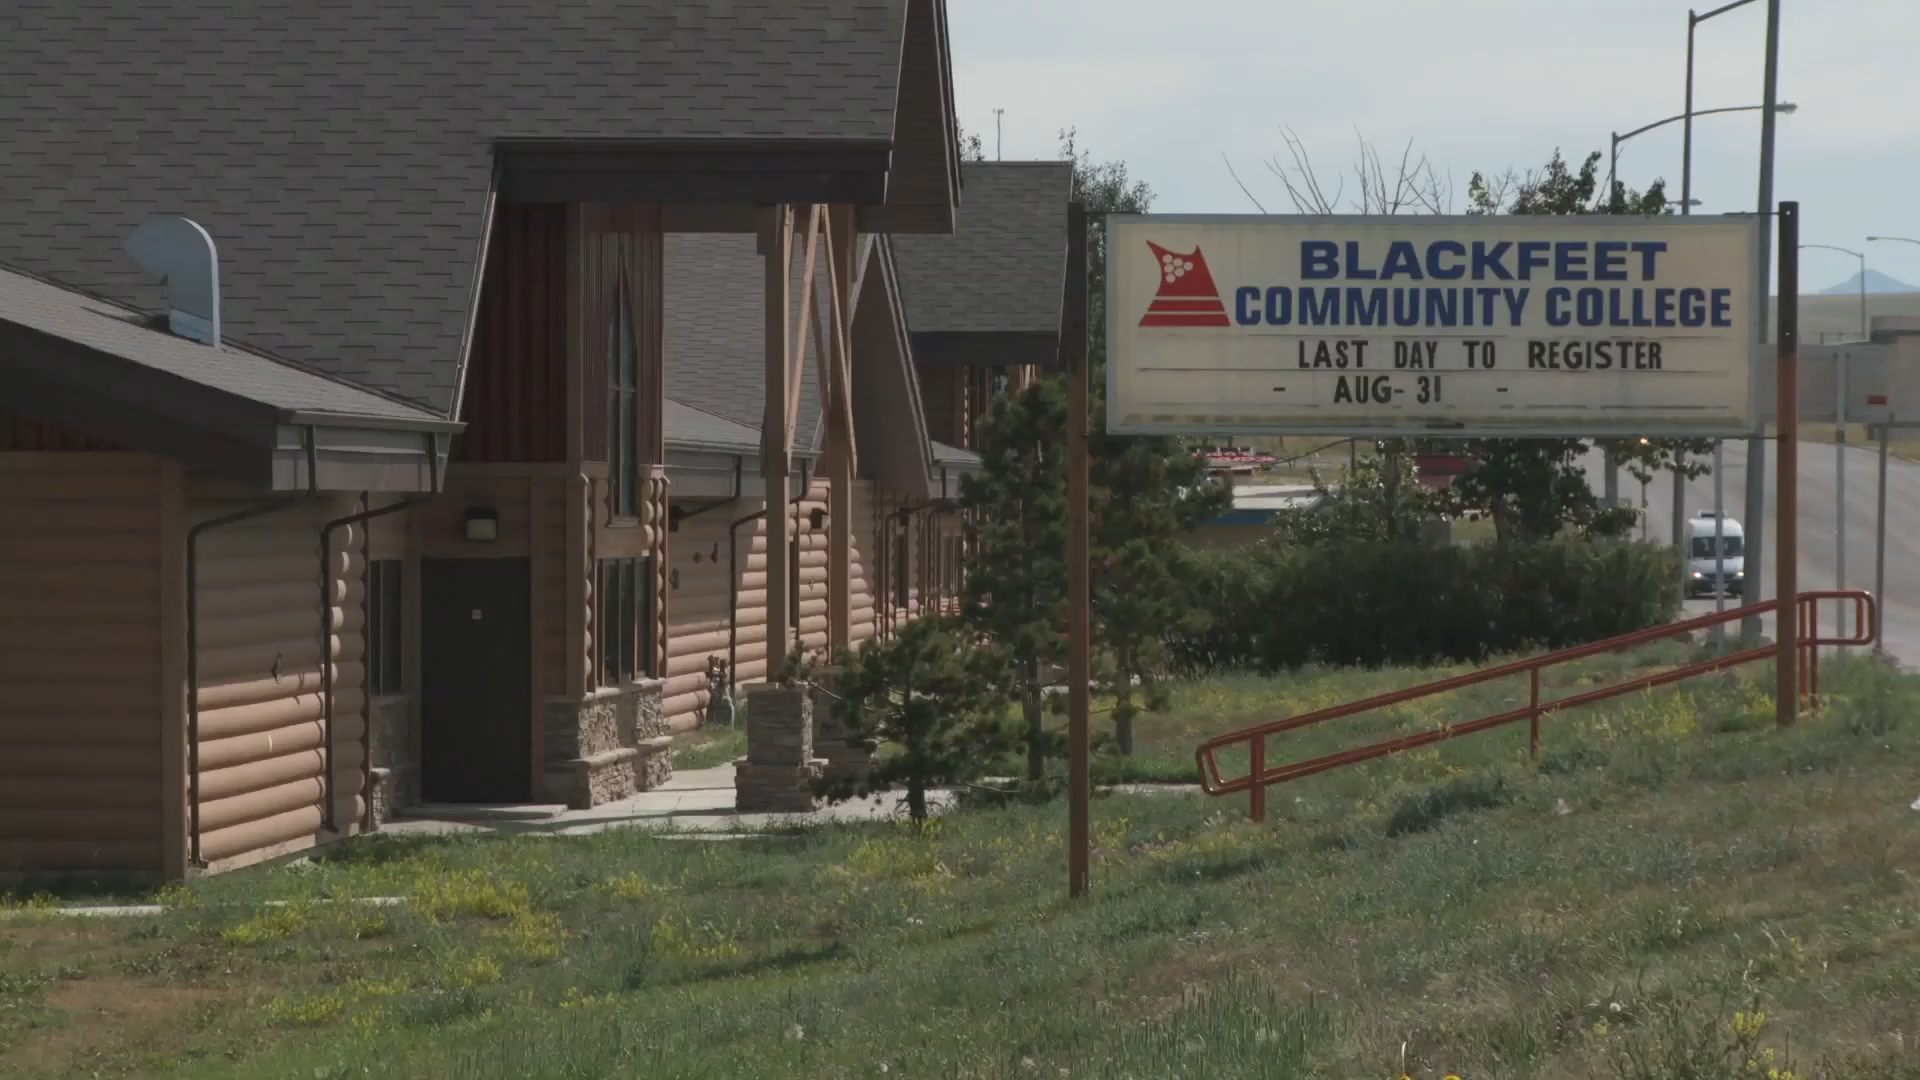 BLACKFEET
COMMUNITY COLLEGE
LAST DAY TO REGISTER
- AUG-31 -